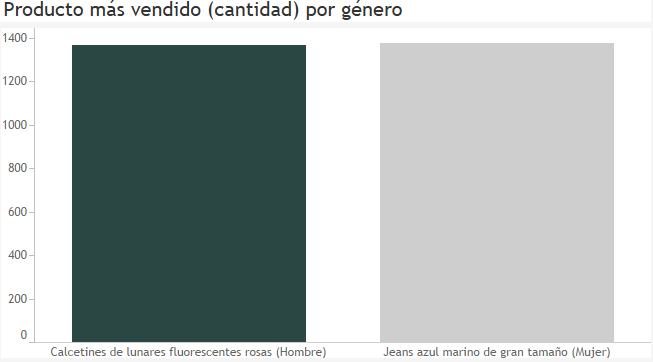 Producto más vendido (cantidad) por género
1400
1200
1000
800
600
400
200
0
Calcetines de lunares fluorescentes rosas (Hombre)
Jeans azul marino de gran tamaño (Mujer)